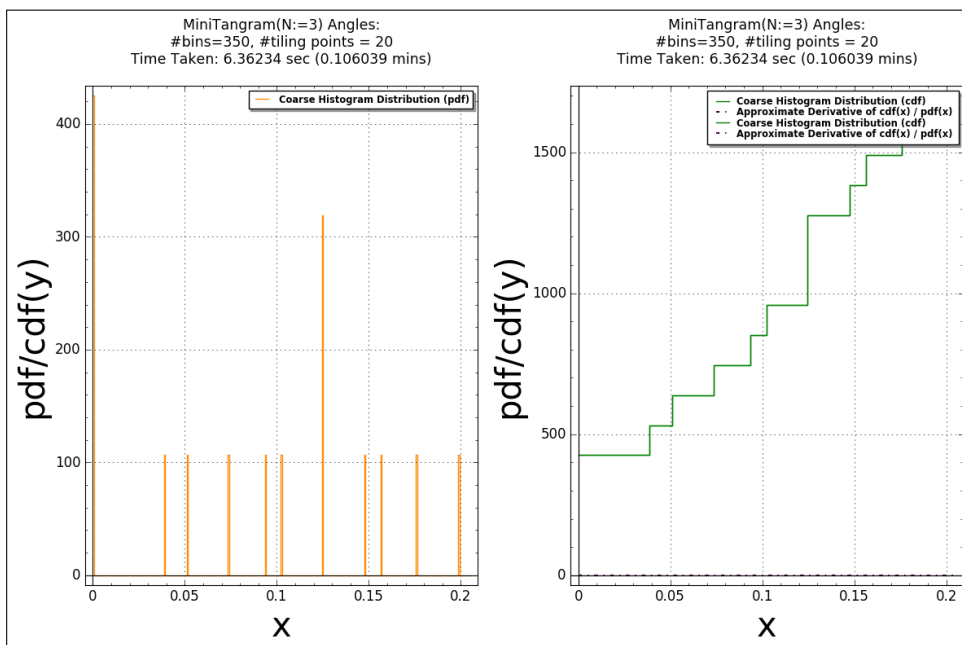 MiniTangram(N:=3) Angles:
#bins=350, #tiling points = 20
Time Taken: 6.36234 sec (0.106039 mins)
Coarse Histogram Distribution (pdf)
400
300
200
100
0
pdf/cdf(y)
0 0.05 0.1 0.15 0.2
x
MiniTangram(N:=3) Angles:
#bins=350, #tiling points = 20
Time Taken: 6.36234 sec (0.106039 mins)
Coarse Histogram Distribution (cdf)
Approximate Derivative of cdf(x) / pdf(x)
Coarse Histogram Distribution (cdf)
Approximate Derivative of cdf(x) / pdf(x)
1500
1000
500
0
pdf/cdf(y)
0 0.05 0.1 0.15 0.2
x